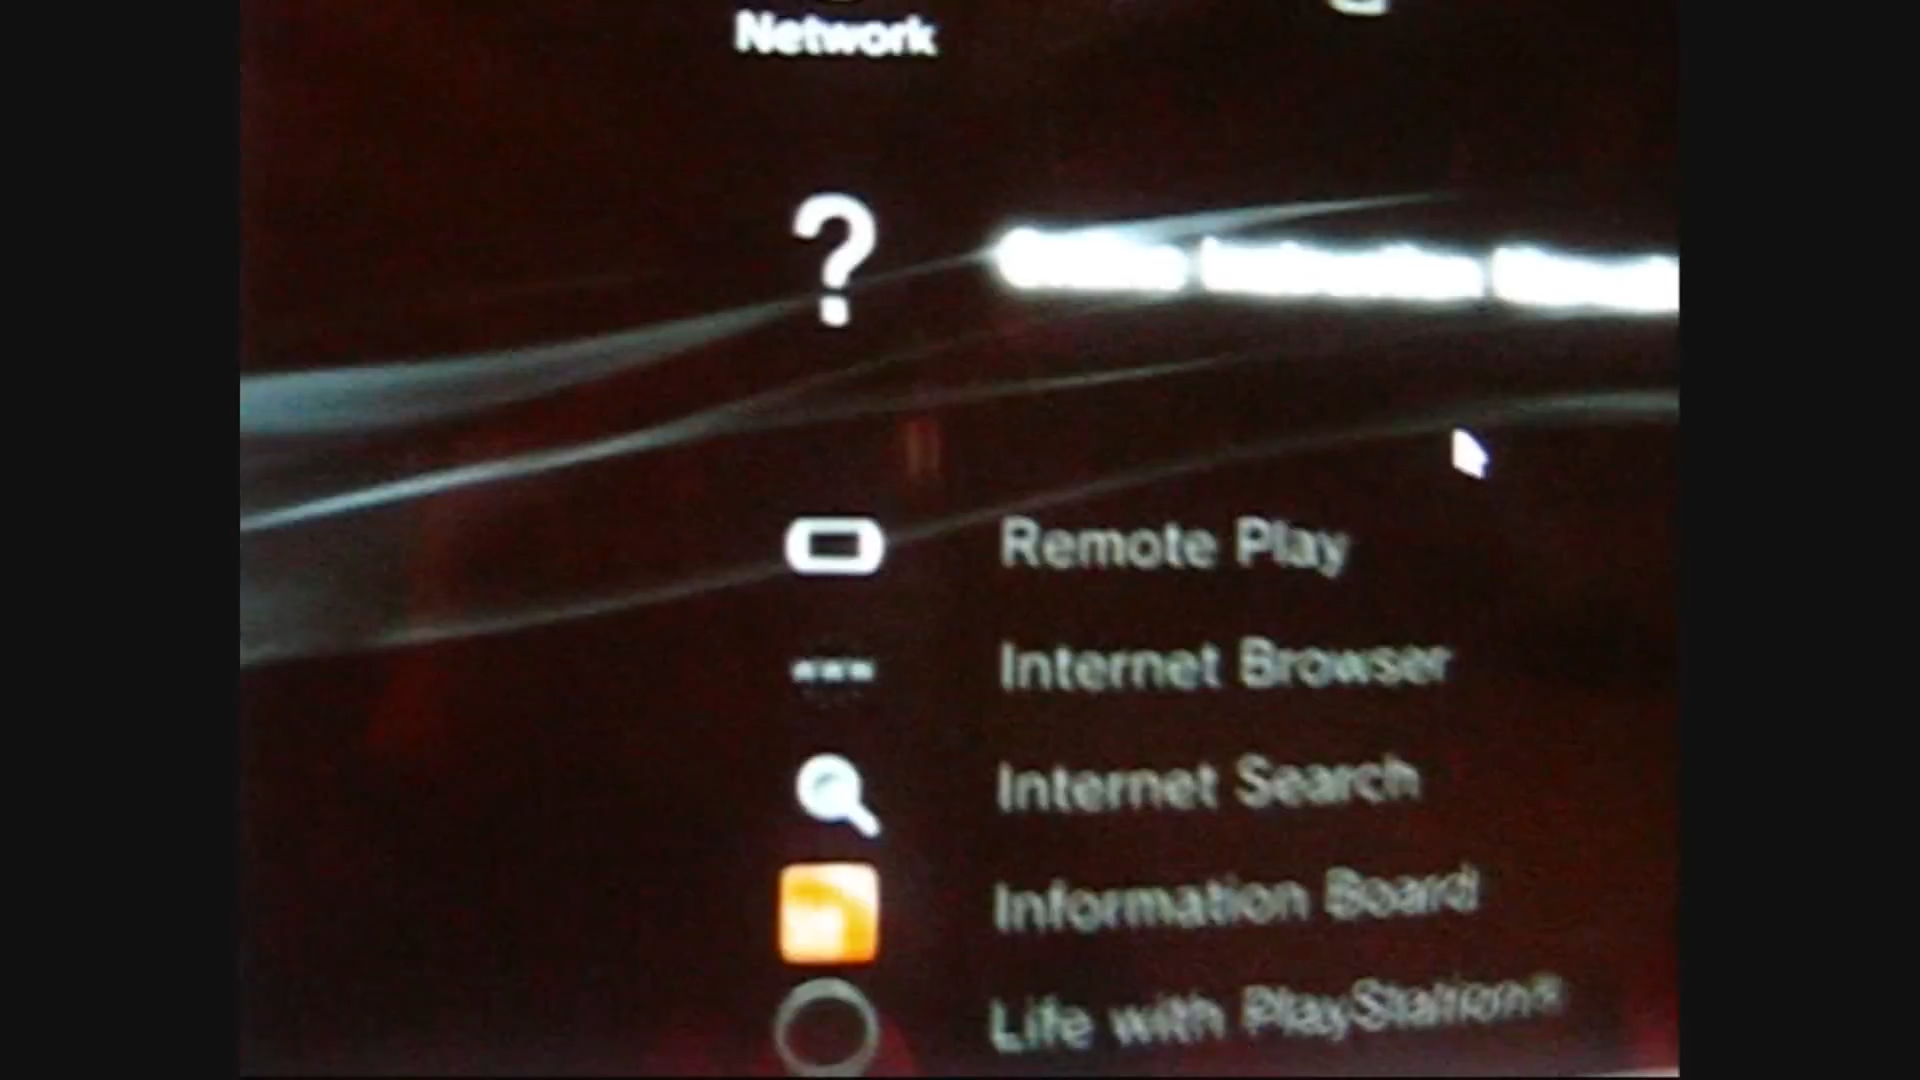 Network
?
Remote Play
Internet Browser
Internet Search
Information Board
Life with PlayStation®